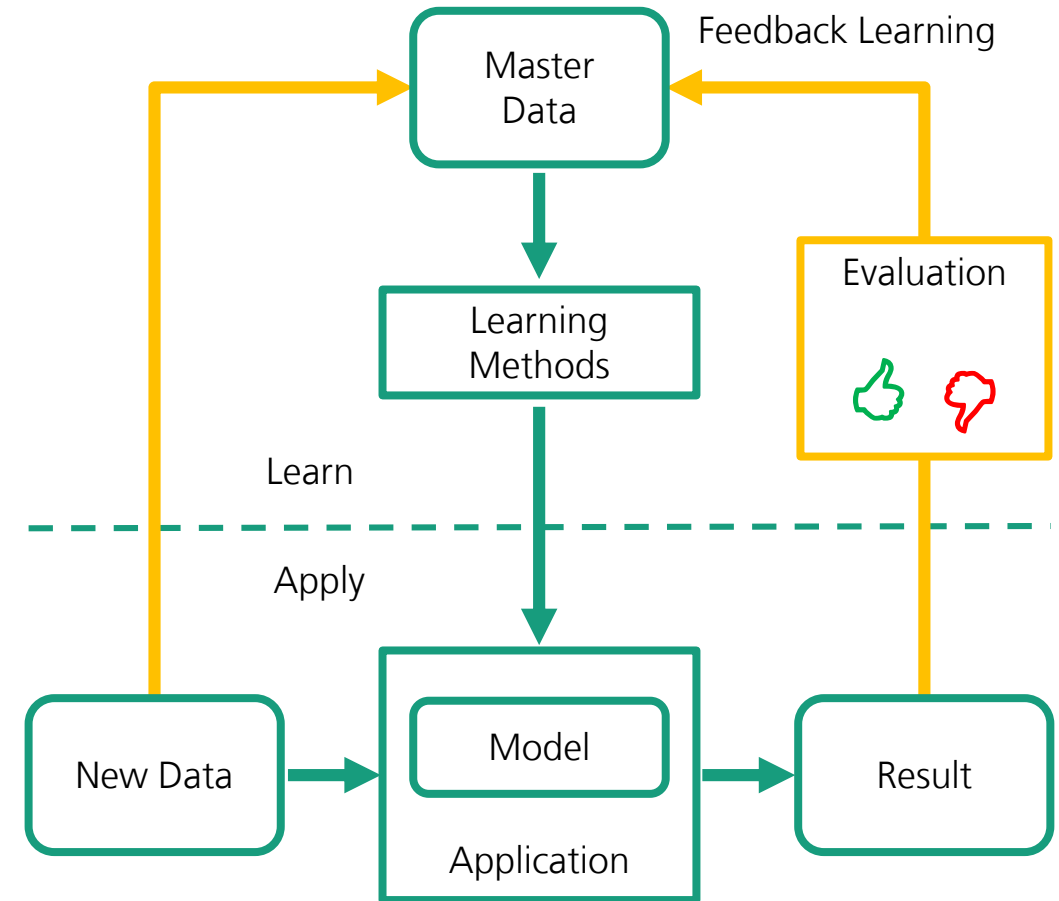 Feedback Learning
Master
Data
Evaluation
Learning
Methods
Learn
Apply
New Data
Model
Application
Result